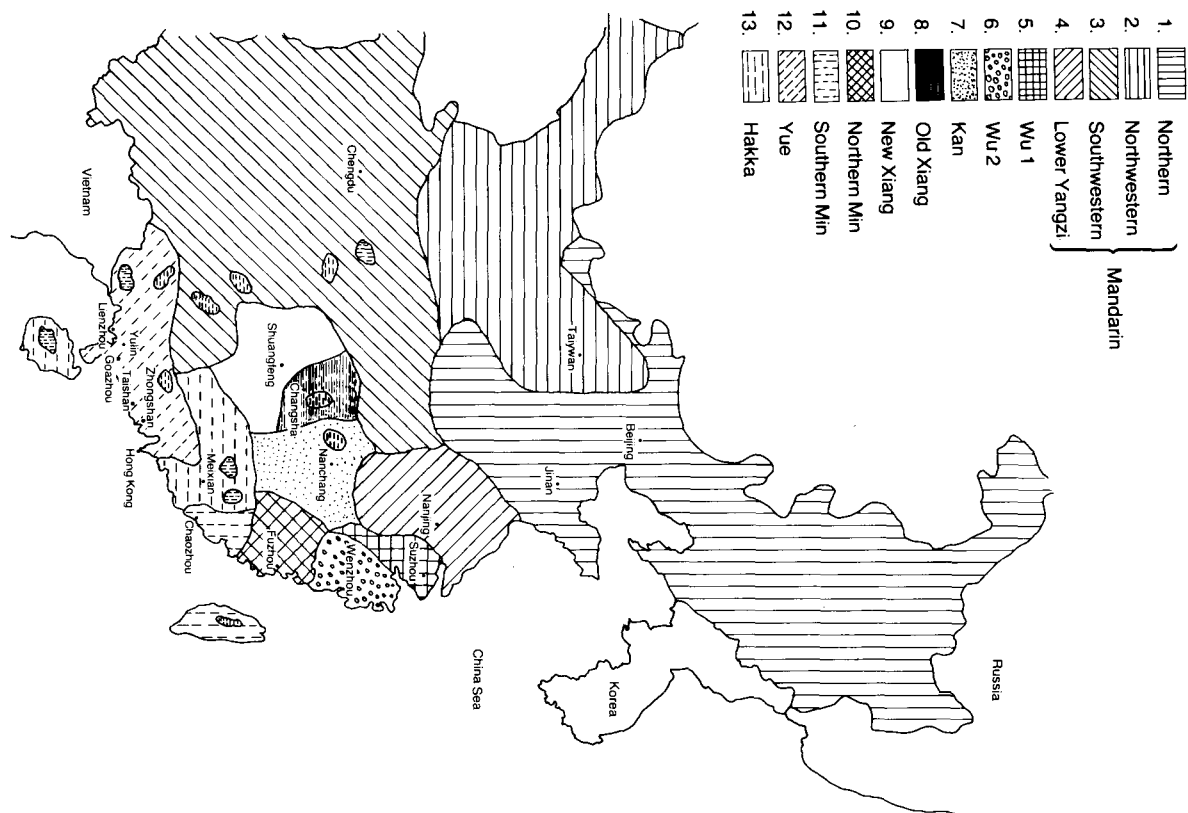 1. Northern
2. Northwestern
3. Southwestern
4. Lower Yangzi
Mandarin
5. Wu 1
6. Wu 2
7. Kan
8. Old Xiang
9. New Xiang
10. Northern Min
11. Southern Min
12. Yue
13. Hakka
Russia
Korea
China Sea
Beijing
Taiywan
Jinan
Chengdu
Nanjing
Suzhou
Wenzhou
Shuangfeng
Changsha
Nanchang
Fuzhou
Meixian
Chaozhou
Zhongshan
Hong Kong
Taishan
Yulin
Goazhou
Lienzhou
Vietnam